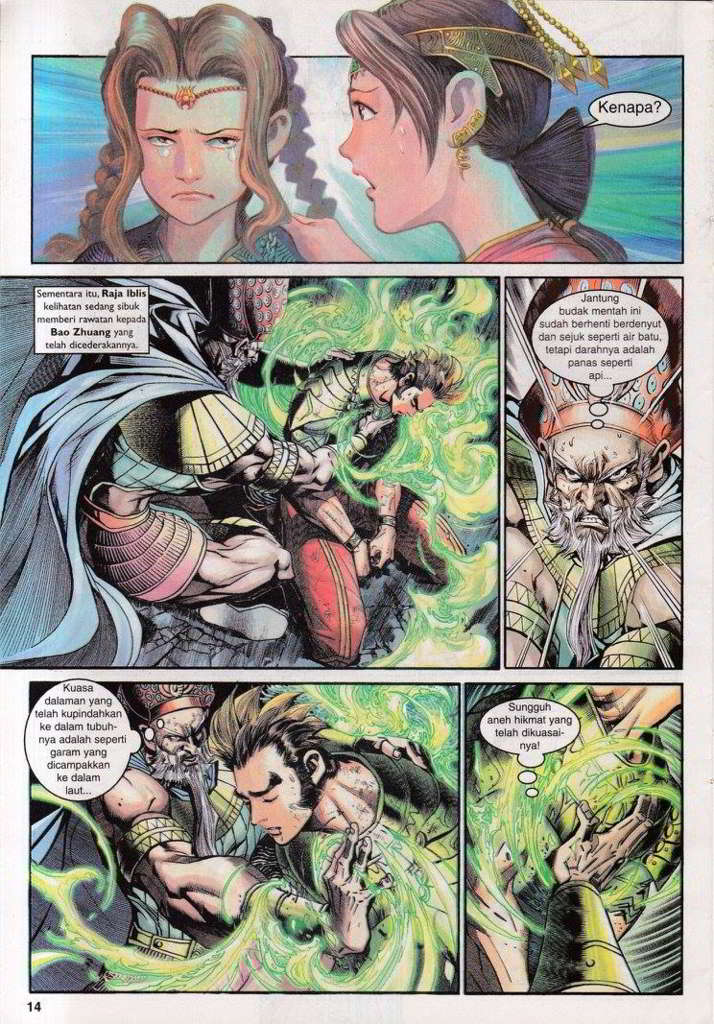 Kenapa?
Sementara itu, Raja Iblis
kelihatan sedang sibuk
memberi rawatan kepada
Bao Zhuang yang
telah dicederakannya.
Jantung
budak mentah ini
sudah berhenti berdenyut
dan sejuk seperti air batu,
tetapi darahnya adalah
panas seperti
api...
Kuasa
dalaman yang
telah kupindahkan
ke dalam tubuh-
nya adalah seperti
garam yang
dicampakkan
ke dalam
laut...
Sungguh
aneh hikmat yang
telah dikuasai-
nya!
14